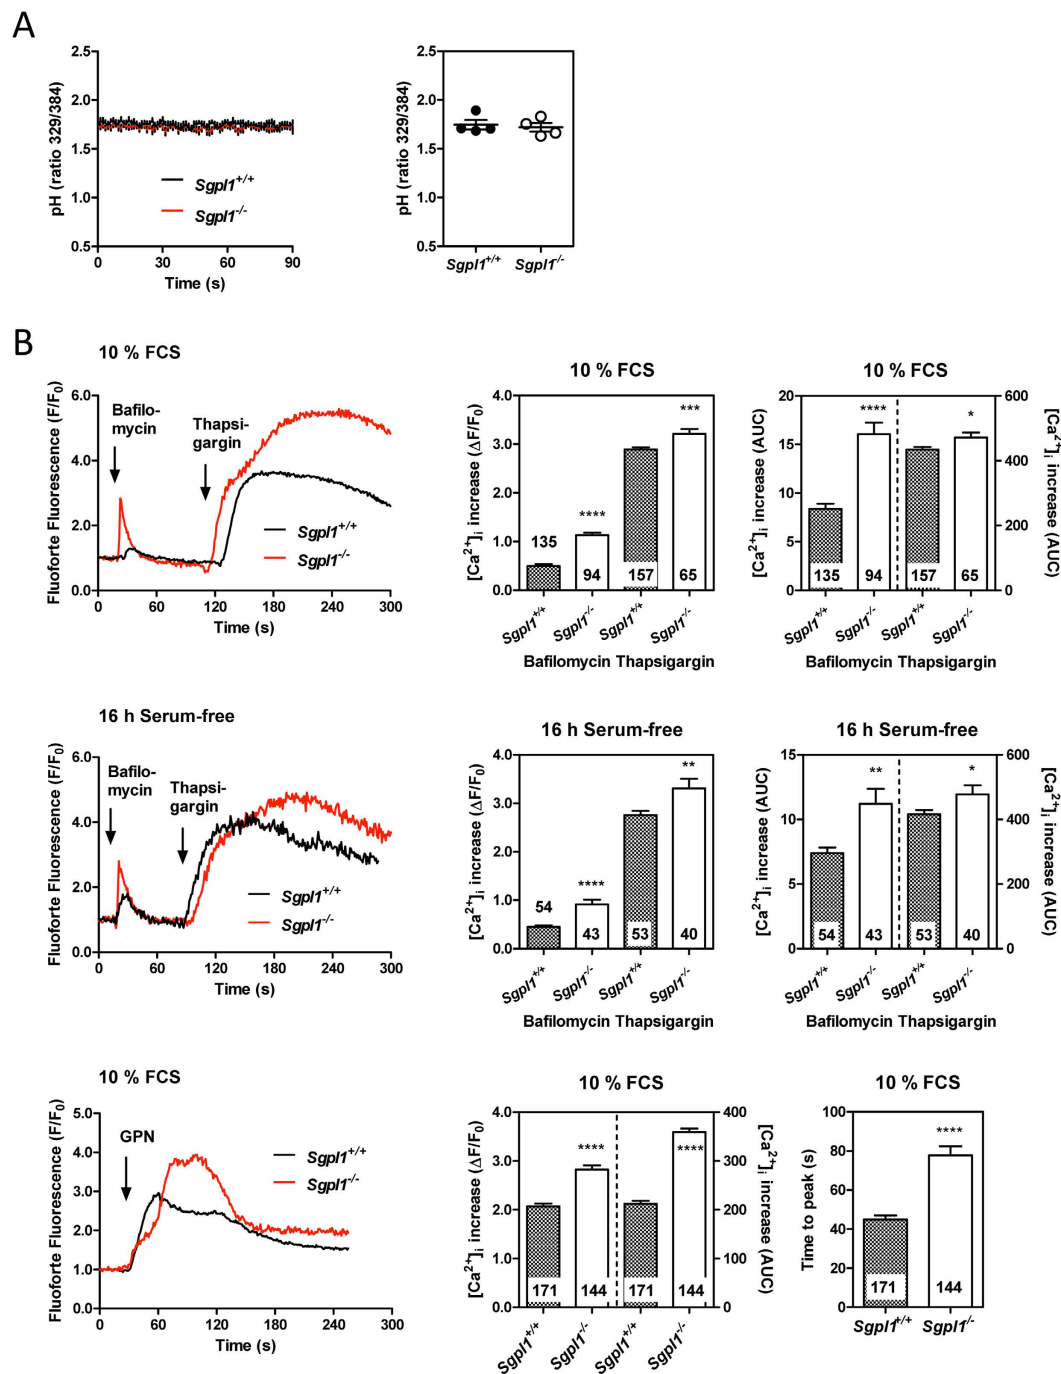 A
pH (ratio 329/384)
2.5
2.0
1.5
1.0
0.5
Sgpl1+/+
Sgpl1-/-
0 30 60 90
Time (s)
pH (ratio 329/384)
2.5
2.0
1.5
1.0
0.5
Sgpl1+/+ Sgpl1-/-
B
10 % FCS
Fluoforte Fluorescence (F/F0)
6.0
4.0
2.0
0.0
Bafilo-
mycin
Thapsi-
gargin
Sgpl1+/+
Sgpl1-/-
0 60 120 180 240 300
Time (s)
10 % FCS
[Ca2+]i increase (ΔF/F0)
4.0
3.0
2.0
1.0
0.0
135 **** 94 157 *** 65
Sgpl1+/+ Sgpl1-/- Sgpl1+/+ Sgpl1-/-
Bafilomycin Thapsigargin
10 % FCS
[Ca2+]i increase (AUC)
20
15
10
5
0
135 **** 94 157 * 65
600
400
200
0
[Ca2+]i increase (AUC)
Sgpl1+/+ Sgpl1-/- Sgpl1+/+ Sgpl1-/-
Bafilomycin Thapsigargin
16 h Serum-free
Fluoforte Fluorescence (F/F0)
6.0
4.0
2.0
0.0
Bafilo-
mycin
Thapsi-
gargin
Sgpl1+/+
Sgpl1-/-
0 60 120 180 240 300
Time (s)
16 h Serum-free
[Ca2+]i increase (ΔF/F0)
4.0
3.0
2.0
1.0
0.0
54 **** 43 53 ** 40
Sgpl1+/+ Sgpl1-/- Sgpl1+/+ Sgpl1-/-
Bafilomycin Thapsigargin
16 h Serum-free
[Ca2+]i increase (AUC)
15
10
5
0
54 ** 43 53 * 40
600
400
200
0
[Ca2+]i increase (AUC)
Sgpl1+/+ Sgpl1-/- Sgpl1+/+ Sgpl1-/-
Bafilomycin Thapsigargin
10 % FCS
Fluoforte Fluorescence (F/F0)
5.0
4.0
3.0
2.0
1.0
0.0
GPN
Sgpl1+/+
Sgpl1-/-
0 60 120 180 240 300
Time (s)
10 % FCS
[Ca2+]i increase (ΔF/F0)
4.0
3.0
2.0
1.0
0.0
171 **** 144 171 **** 144
400
300
200
100
0
[Ca2+]i increase (AUC)
Sgpl1+/+ Sgpl1-/- Sgpl1+/+ Sgpl1-/-
10 % FCS
Time to peak (s)
100
80
60
40
20
0
171 **** 144
Sgpl1+/+ Sgpl1-/-